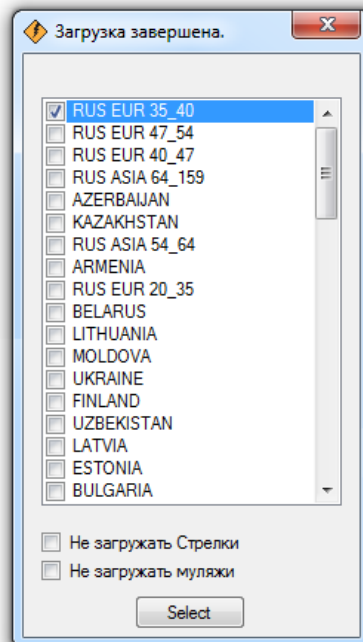 Загрузка завершена.
RUS EUR 35_40
RUS EUR 47_54
RUS EUR 40_47
RUS ASIA 64_159
AZERBAIJAN
KAZAKHSTAN
RUS ASIA 54_64
ARMENIA
RUS EUR 20_35
BELARUS
LITHUANIA
MOLDOVA
UKRAINE
FINLAND
UZBEKISTAN
LATVIA
ESTONIA
BULGARIA
Не загружать Стрелки
Не загружать муляжи
Select